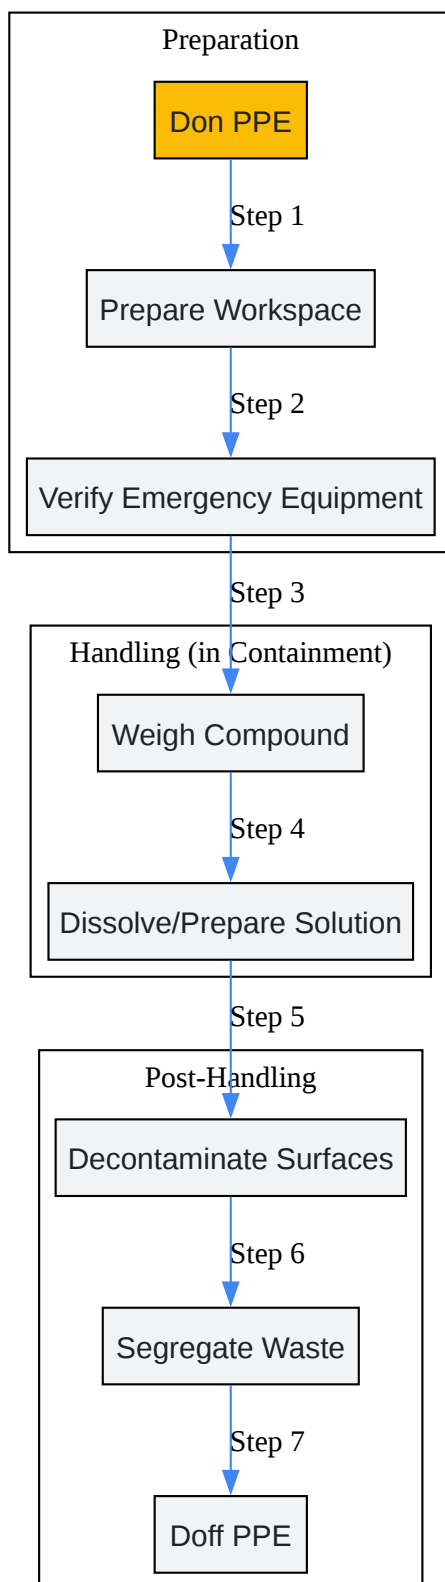 Preparation
Don PPE
Step 1
Prepare Workspace
Step 2
Verify Emergency Equipment
Step 3
Handling (in Containment)
Weigh Compound
Step 4
Dissolve/Prepare Solution
Step 5
Post-Handling
Decontaminate Surfaces
Step 6
Segregate Waste
Step 7
Doff PPE